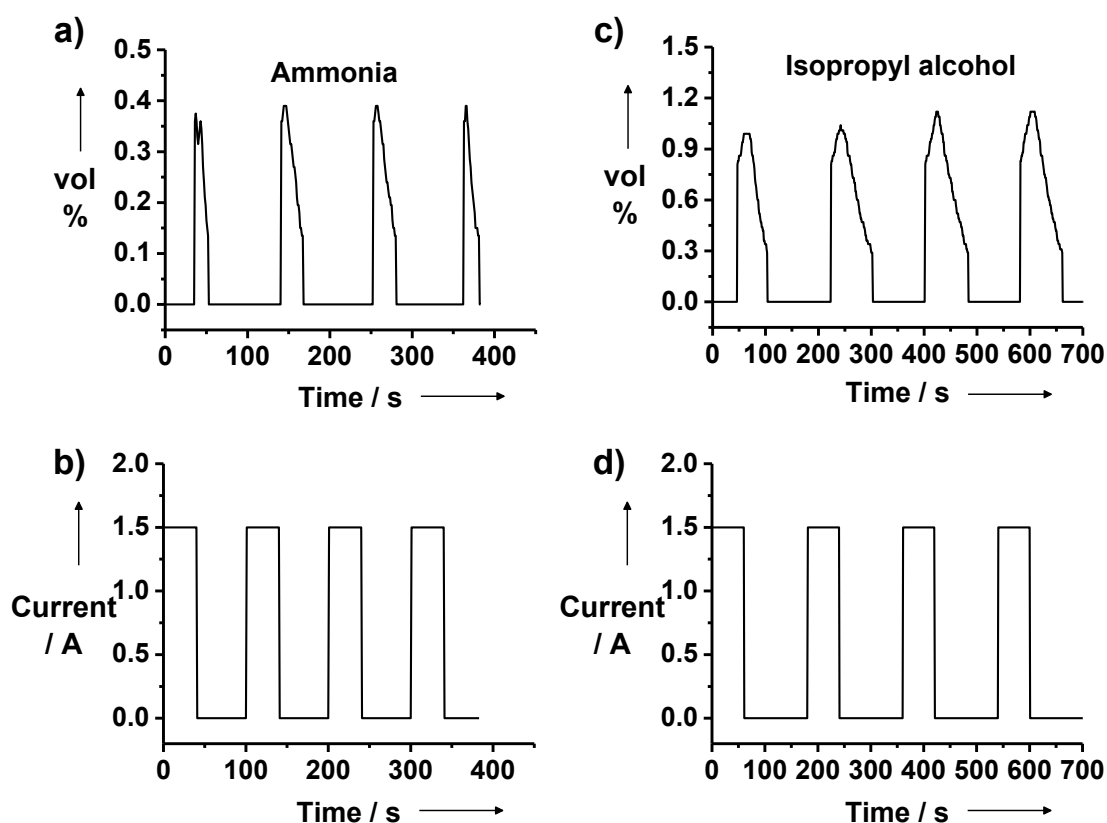 a)
Ammonia
0.5
0.4
0.3
0.2
0.1
0.0
vol
%
0 100 200 300 400
Time / s
c)
Isopropyl alcohol
1.5
1.2
0.9
0.6
0.3
0.0
vol
%
0 100 200 300 400 500 600 700
Time / s
b)
2.0
1.5
1.0
0.5
0.0
Current
/ A
0 100 200 300 400
Time / s
d)
2.0
1.5
1.0
0.5
0.0
Current
/ A
0 100 200 300 400 500 600 700
Time / s